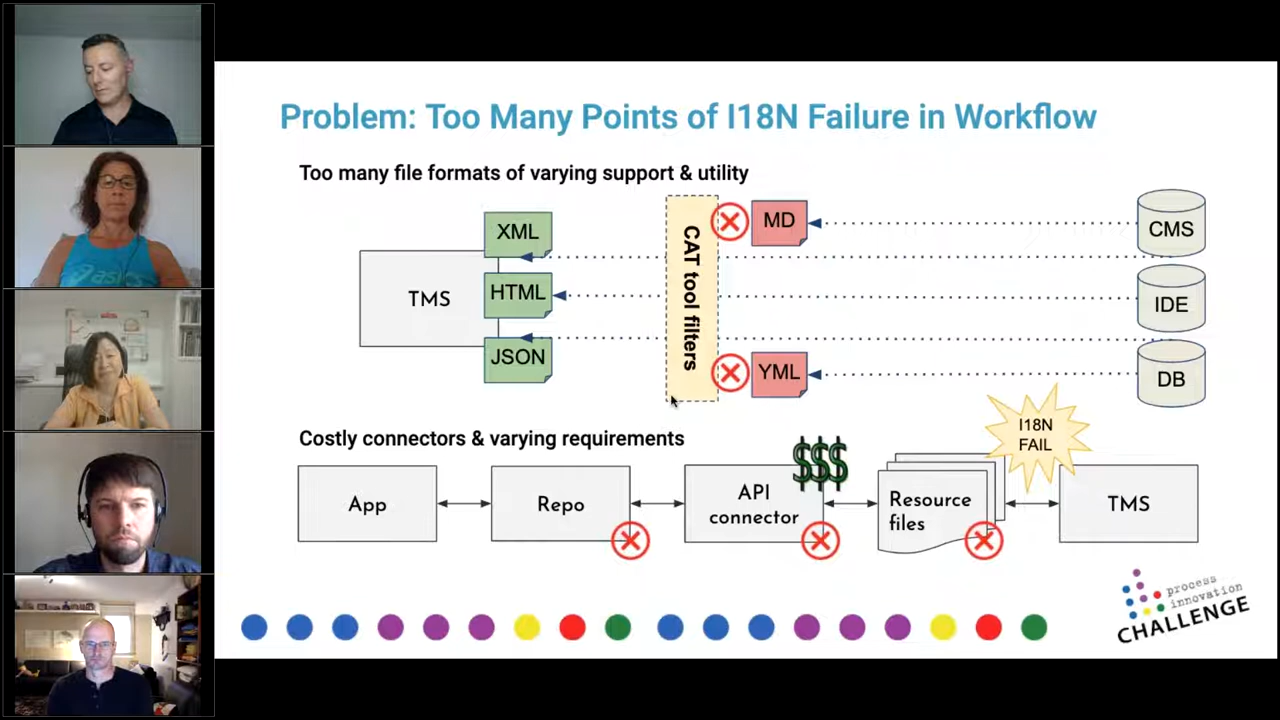 Problem: Too Many Points of I18N Failure in Workflow
Too many file formats of varying support & utility
XML
HTML
JSON
TMS
CAT tool filters
MD
YML
CMS
IDE
DB
Costly connectors & varying requirements
App
Repo
API
connector
$$$
Resource
files
I18N
FAIL
TMS
process
innovation
CHALLENGE
asics